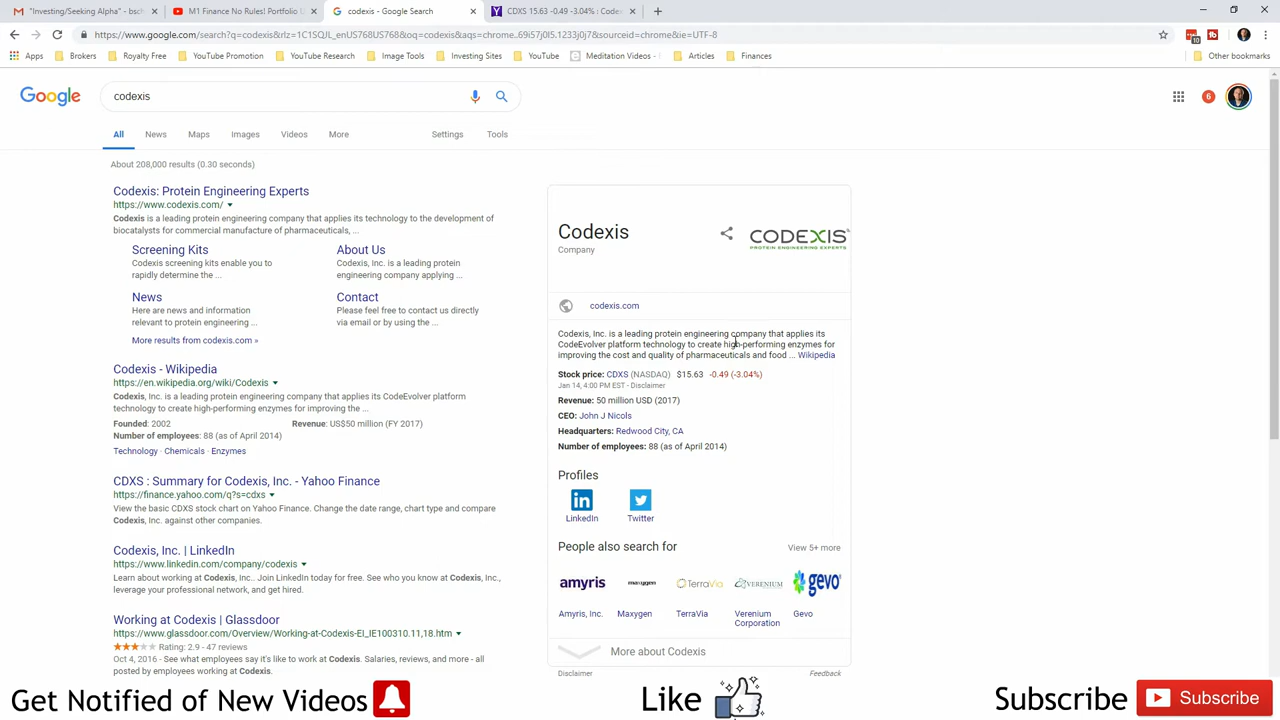 "Investing/Seeking Alpha" - bsch
M1 Finance No Rules! Portfolio U
codexis - Google Search
CDXS 15.63 -0.49 -3.04% : Codex
https://www.google.com/search?q=codexis&rlz=1C1SQJL_enUS768US768&oq=codexis&aqs=chrome..69i57j0l5.1233j0j7&sourceid=chrome&ie=UTF-8
10
Apps
Brokers
Royalty Free
YouTube Promotion
YouTube Research
Image Tools
Investing Sites
YouTube
Meditation Videos -
Articles
Finances
Other bookmarks
Google
codexis
6
All
News
Maps
Images
Videos
More
Settings
Tools
About 208,000 results (0.30 seconds)
Codexis: Protein Engineering Experts
https://www.codexis.com/
Codexis is a leading protein engineering company that applies its technology to the development of
biocatalysts for commercial manufacture of pharmaceuticals, ...
Screening Kits
Codexis screening kits enable you to
rapidly determine the ...
About Us
Codexis, Inc. is a leading protein
engineering company applying ...
News
Here are news and information
relevant to protein engineering ...
Contact
Please feel free to contact us directly
via email or by using the ...
More results from codexis.com »
Codexis - Wikipedia
https://en.wikipedia.org/wiki/Codexis
Codexis, Inc. is a leading protein engineering company that applies its CodeEvolver platform
technology to create high-performing enzymes for improving the ...
Founded: 2002
Revenue: US$50 million (FY 2017)
Number of employees: 88 (as of April 2014)
Technology · Chemicals · Enzymes
CDXS : Summary for Codexis, Inc. - Yahoo Finance
https://finance.yahoo.com/q?s=cdxs
View the basic CDXS stock chart on Yahoo Finance. Change the date range, chart type and compare
Codexis, Inc. against other companies.
Codexis, Inc. | LinkedIn
https://www.linkedin.com/company/codexis
Learn about working at Codexis, Inc.. Join LinkedIn today for free. See who you know at Codexis, Inc.,
leverage your professional network, and get hired.
Working at Codexis | Glassdoor
https://www.glassdoor.com/Overview/Working-at-Codexis-EI_IE100310.11,18.htm
Rating: 2.9 - 47 reviews
Oct 4, 2016 - See what employees say it's like to work at Codexis. Salaries, reviews, and more - all
posted by employees working at Codexis.
Codexis
Company
CODEXIS
PROTEIN ENGINEERING EXPERTS
codexis.com
Codexis, Inc. is a leading protein engineering company that applies its
CodeEvolver platform technology to create high-performing enzymes for
improving the cost and quality of pharmaceuticals and food ... Wikipedia
Stock price: CDXS (NASDAQ) $15.63 -0.49 (-3.04%)
Jan 14, 4:00 PM EST - Disclaimer
Revenue: 50 million USD (2017)
CEO: John J Nicols
Headquarters: Redwood City, CA
Number of employees: 88 (as of April 2014)
Profiles
LinkedIn
Twitter
People also search for
View 5+ more
amyris
maxygen
TerraVia
VERENIUM
gevo
Amyris, Inc.
Maxygen
TerraVia
Verenium
Corporation
Gevo
More about Codexis
Disclaimer
Feedback
Get Notified of New Videos
Like
Subscribe
Subscribe